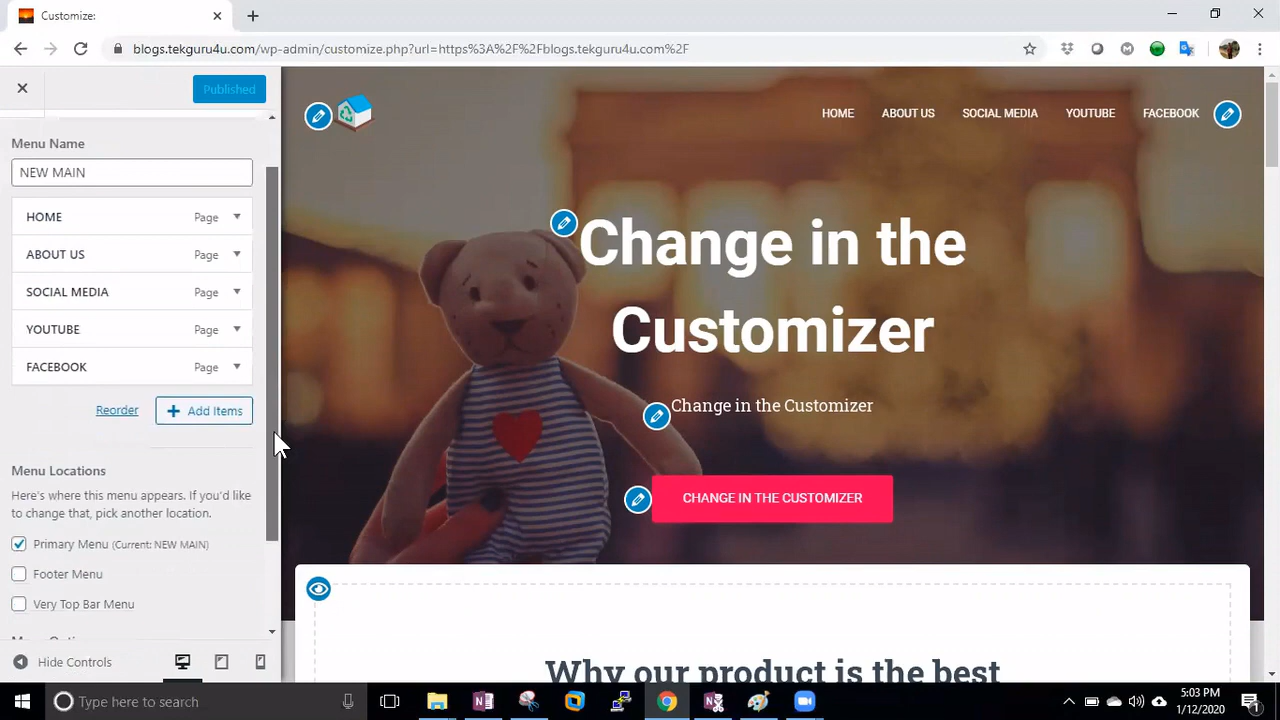 Customize:
blogs.tekguru4u.com/wp-admin/customize.php?url=https%3A%2F%2Fblogs.tekguru4u.com%2F
Published
Menu Name
NEW MAIN
HOME Page
ABOUT US Page
SOCIAL MEDIA Page
YOUTUBE Page
FACEBOOK Page
Reorder
Add Items
Menu Locations
Here's where this menu appears. If you'd like
to change that, pick another location.
Primary Menu (Current: NEW MAIN)
Footer Menu
Very Top Bar Menu
Hide Controls
HOME ABOUT US SOCIAL MEDIA YOUTUBE FACEBOOK
Change in the
Customizer
Change in the Customizer
CHANGE IN THE CUSTOMIZER
Why our product is the best
Type here to search
5:03 PM
1/12/2020
1